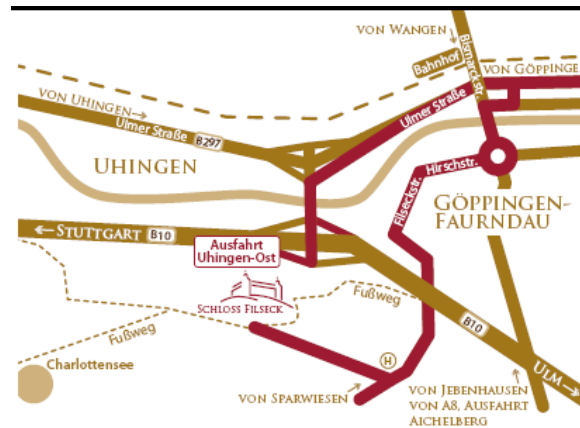 VON WANGEN
Bahnhof
Bismarckstr.
VON GÖPPINGE
VON UHINGEN
Ulmer Straße
B297
Ulmer Straße
UHINGEN
Hirschstr.
Filseckstr.
GÖPPINGEN-
FAURNDAU
STUTTGART
B10
Ausfahrt
Uhingen-Ost
SCHLOSS FILSECK
Fußweg
B10
Fußweg
Charlottensee
H
ULM
VON SPARWIESEN
VON JEBENHAUSEN
VON A8, AUSFAHRT
AICHELBERG